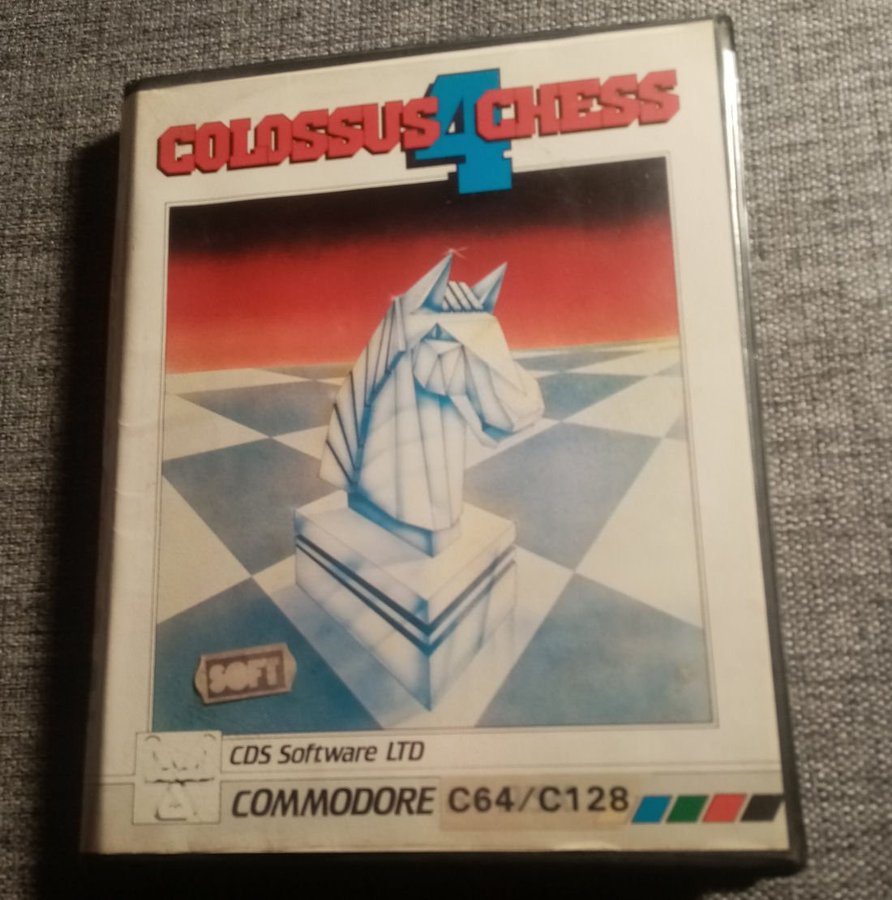 COLOSSUS 4 CHESS
SOFT
CDS Software LTD
COMMODORE C64/C128